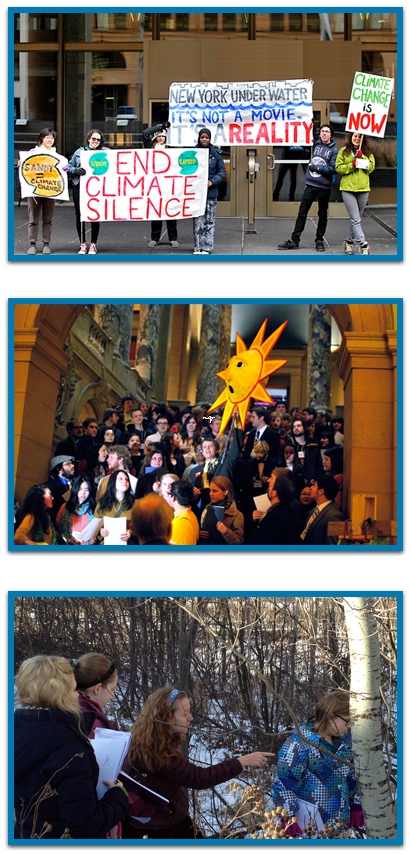 SANDY
=
CLIMATE
CHANGE
END
CLIMATE
SILENCE
NEW YORK UNDER WATER
IT'S NOT A MOVIE.
IT'S A REALITY
CLIMATE
CHANGE
iS
NOW